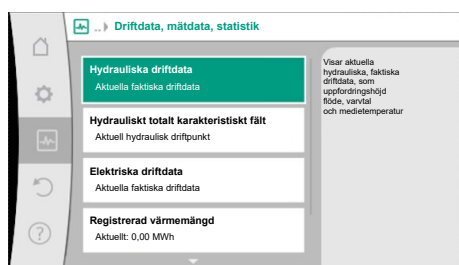 ..› Driftdata, mätdata, statistik
Hydrauliska driftdata
Aktuella faktiska driftdata
Hydrauliskt totalt karakteristiskt fält
Aktuell hydraulisk driftpunkt
Elektriska driftdata
Aktuella faktiska driftdata
Registrerad värmemängd
Aktuellt: 0,00 MWh
Visar aktuella
hydrauliska, faktiska
driftdata, som
uppfordringshöjd
flöde, varvtal
och medietemperatur
?